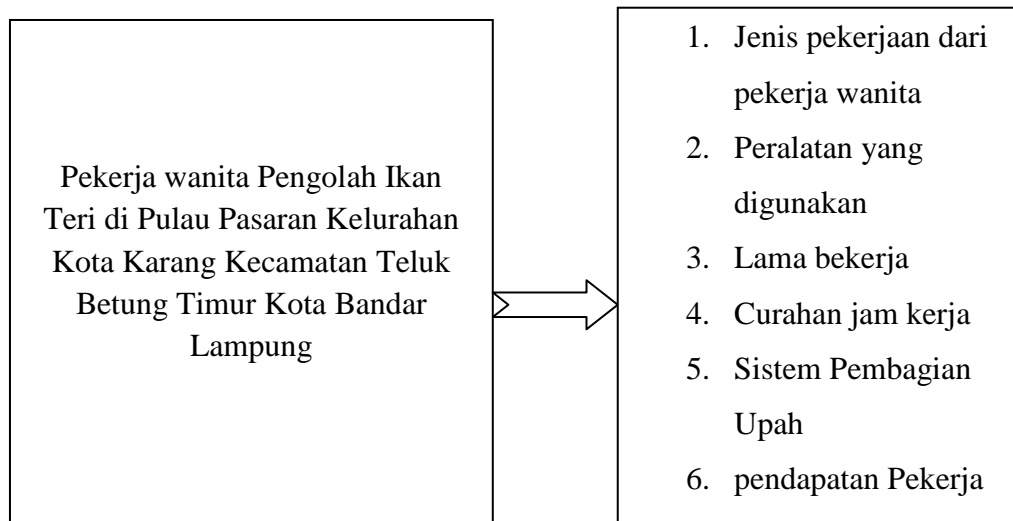 Pekerja wanita Pengolah Ikan
Teri di Pulau Pasaran Kelurahan
Kota Karang Kecamatan Teluk
Betung Timur Kota Bandar
Lampung
1. Jenis pekerjaan dari
pekerja wanita
2. Peralatan yang
digunakan
3. Lama bekerja
4. Curahan jam kerja
5. Sistem Pembagian
Upah
6. pendapatan Pekerja